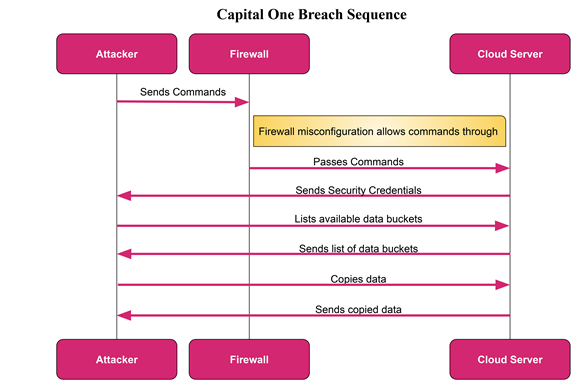 Capital One Breach Sequence
Attacker
Firewall
Cloud Server
Sends Commands
Firewall misconfiguration allows commands through
Passes Commands
Sends Security Credentials
Lists available data buckets
Sends list of data buckets
Copies data
Sends copied data
Attacker
Firewall
Cloud Server